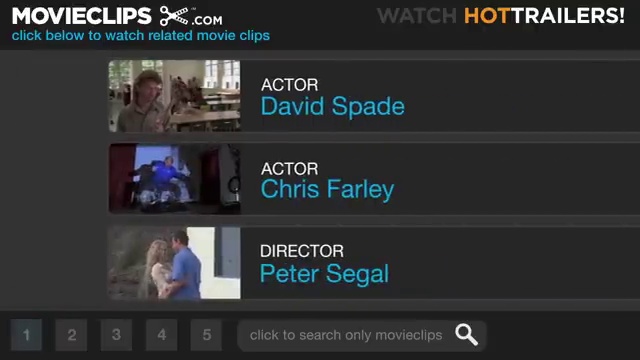 MOVIECLIPS .COM
WATCH HOTTRAILERS!
click below to watch related movie clips
ACTOR
David Spade
ACTOR
Chris Farley
DIRECTOR
Peter Segal
1 2 3 4 5 click to search only movieclips